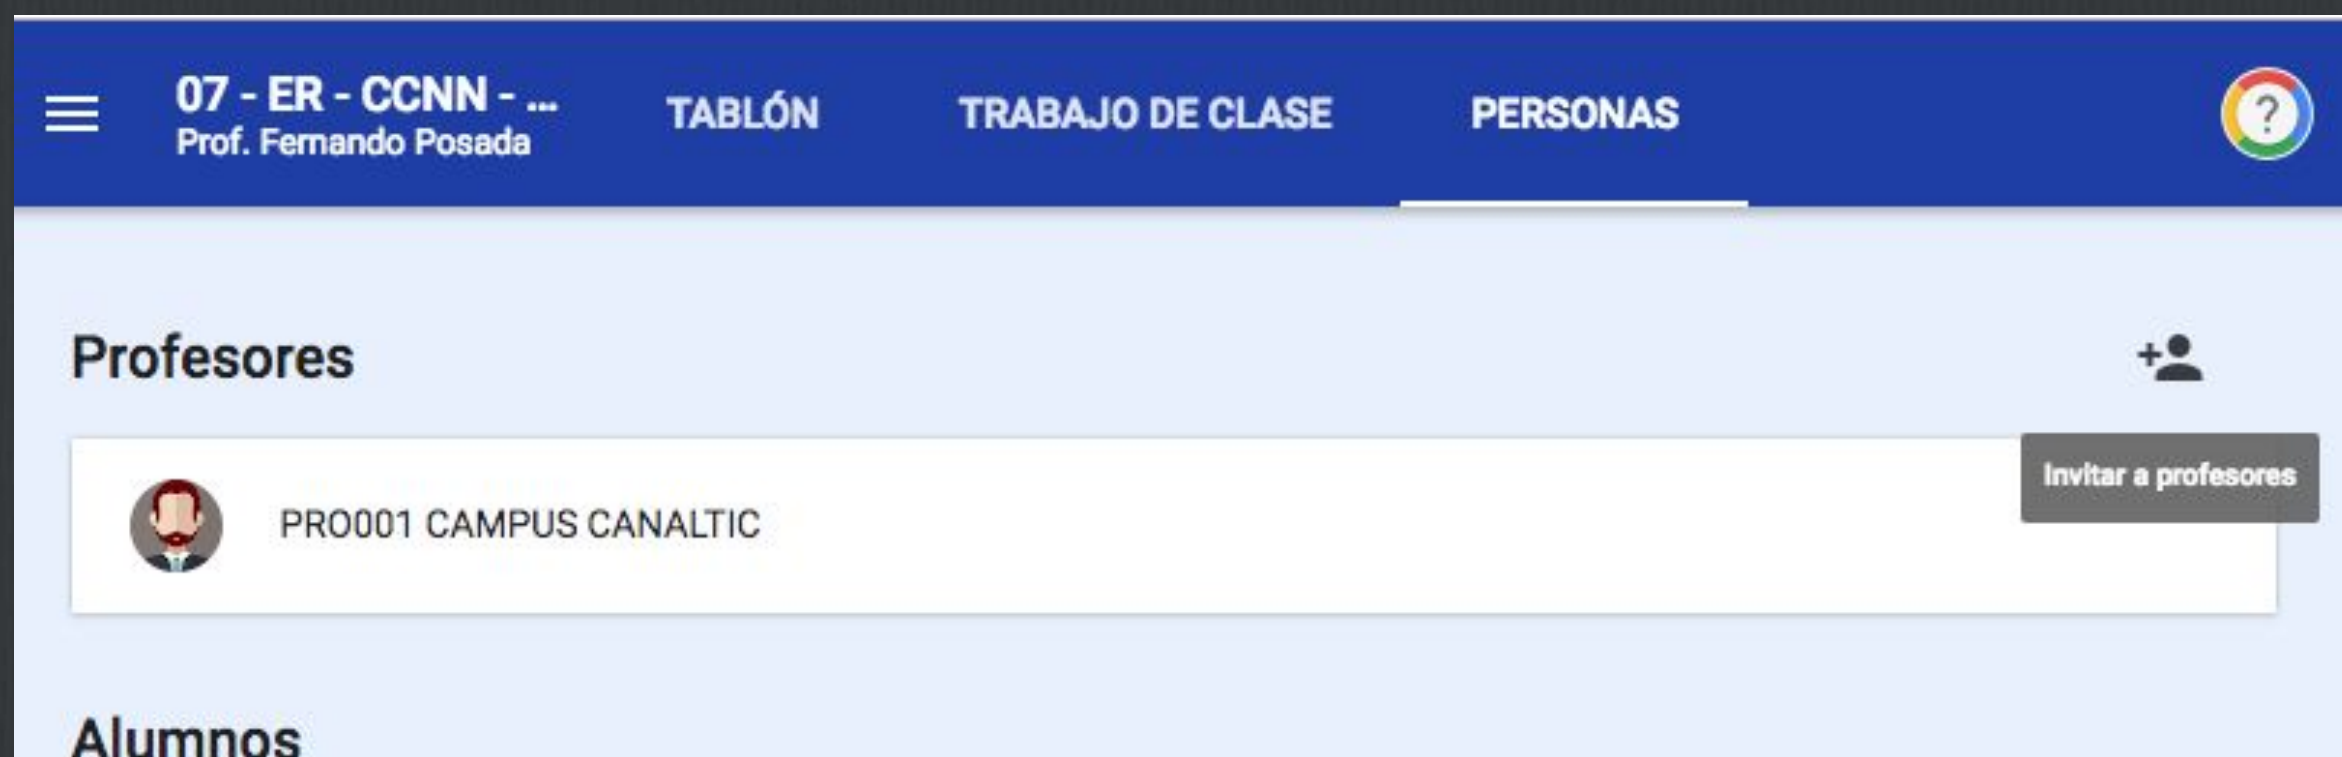 07 - ER - CCNN - ...
Prof. Fernando Posada
TABLÓN
TRABAJO DE CLASE
PERSONAS
?
Profesores
Invitar a profesores
PRO001 CAMPUS CANALTIC
Alumnos